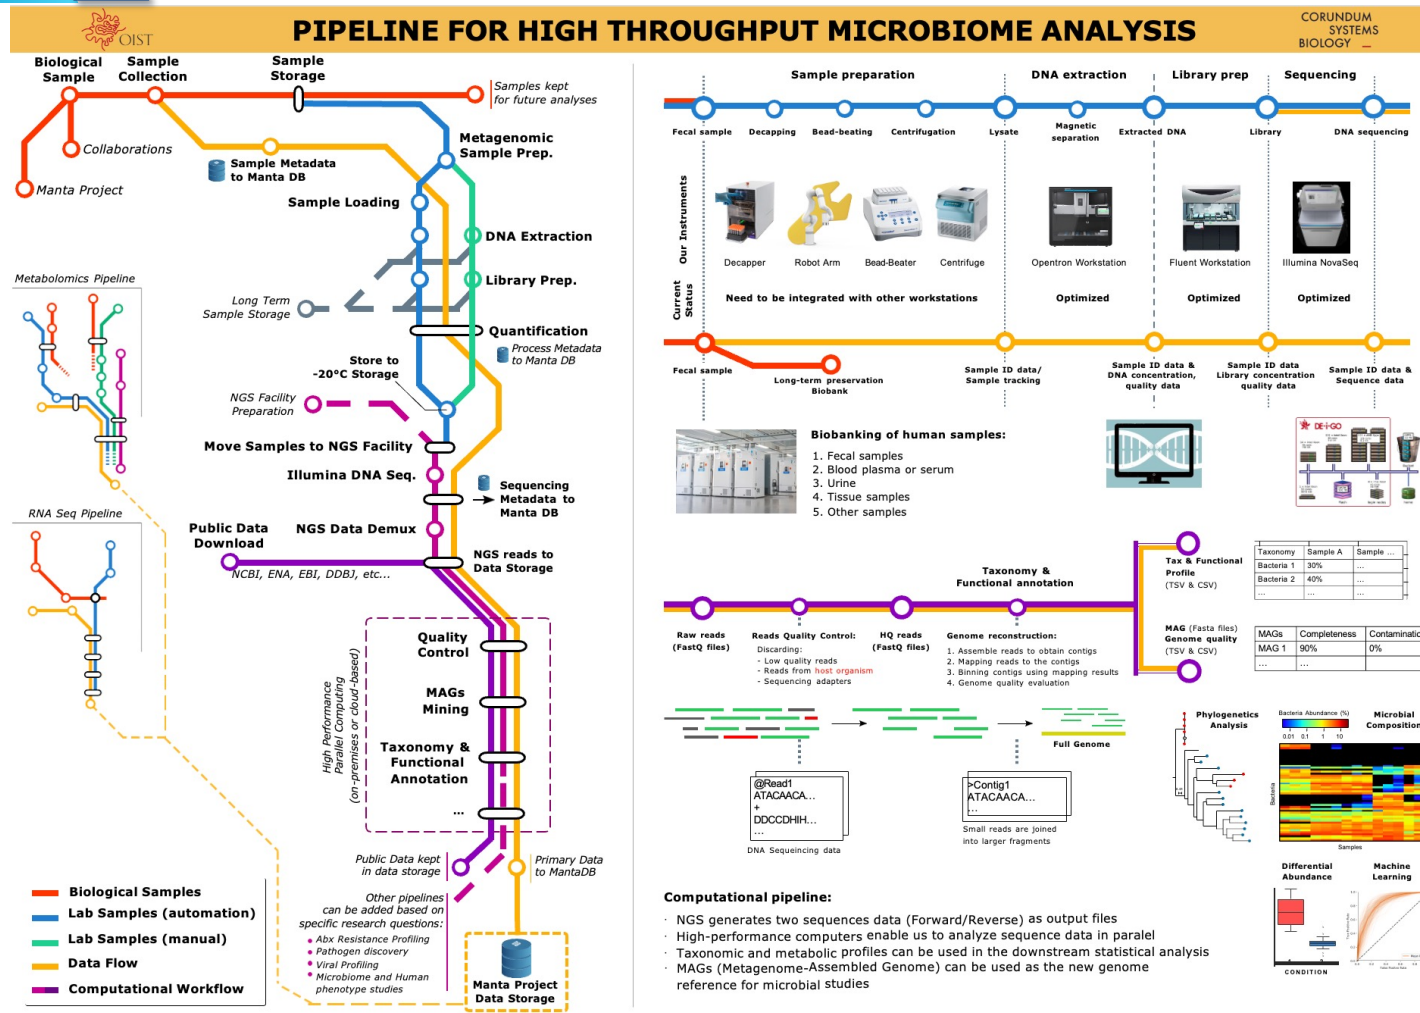 OIST
PIPELINE FOR HIGH THROUGHPUT MICROBIOME ANALYSIS
CORUNDUM
SYSTEMS
BIOLOGY
Biological
Sample
Sample
Collection
Sample
Storage
Samples kept
for future analyses
Collaborations
Manta Project
Sample Metadata
to Manta DB
Metagenomic
Sample Prep.
Sample Loading
DNA Extraction
Library Prep.
Long Term
Sample Storage
Quantification
Process Metadata
to Manta DB
Store to
-20°C Storage
NGS Facility
Preparation
Move Samples to NGS Facility
Illumina DNA Seq.
Sequencing
Metadata to
Manta DB
NGS Data Demux
Public Data
Download
NCBI, ENA, EBI, DDBJ, etc...
NGS reads to
Data Storage
Metabolomics Pipeline
RNA Seq Pipeline
High Performance
Parallel Computing
(on-premises or cloud-based)
Quality
Control
MAGs
Mining
Taxonomy &
Functional
Annotation
...
Public Data kept
in data storage
Primary Data
to MantaDB
Other pipelines
can be added based on
specific research questions:
• Abx Resistance Profiling
• Pathogen discovery
• Viral Profiling
• Microbiome and Human
phenotype studies
Manta Project
Data Storage
Biological Samples
Lab Samples (automation)
Lab Samples (manual)
Data Flow
Computational Workflow
Sample preparation
DNA extraction
Library prep
Sequencing
Fecal sample
Decapping
Bead-beating
Centrifugation
Lysate
Magnetic
separation
Extracted DNA
Library
DNA sequencing
Our Instruments
Decapper
Robot Arm
Bead-Beater
Centrifuge
Opentron Workstation
Fluent Workstation
Illumina NovaSeq
Current
Status
Need to be integrated with other workstations
Optimized
Optimized
Optimized
Fecal sample
Long-term preservation
Biobank
Sample ID data/
Sample tracking
Sample ID data &
DNA concentration,
quality data
Sample ID data
Library concentration
quality data
Sample ID data &
Sequence data
Biobanking of human samples:
1. Fecal samples
2. Blood plasma or serum
3. Urine
4. Tissue samples
5. Other samples
DE-i-GO
Taxonomy &
Functional annotation
Tax & Functional
Profile
(TSV & CSV)
Taxonomy Sample A Sample ...
Bacteria 1 30% ...
Bacteria 2 40% ...
... ... ...
Raw reads
(FastQ files)
Reads Quality Control:
Discarding:
- Low quality reads
- Reads from host organism
- Sequencing adapters
HQ reads
(FastQ files)
Genome reconstruction:
1. Assemble reads to obtain contigs
2. Mapping reads to the contigs
3. Binning contigs using mapping results
4. Genome quality evaluation
MAG (Fasta files)
Genome quality
(TSV & CSV)
MAGs Completeness Contaminatio
MAG 1 90% 0%
... ...
Full Genome
@Read1
ATACAACA...
+
DDCCDHIH...
...
DNA Sequeincing data
>Contig1
ATACAACA...
...
Small reads are joined
into larger fragments
Phylogenetics
Analysis
Bacteria Abundance (%)
0.01 0.1 1 10
Microbial
Compositio
Bacteria
Samples
Differential
Abundance
CONDITION
Machine
Learning
Computational pipeline:
· NGS generates two sequences data (Forward/Reverse) as output files
· High-performance computers enable us to analyze sequence data in parallel
· Taxonomic and metabolic profiles can be used in the downstream statistical analysis
· MAGs (Metagenome-Assembled Genome) can be used as the new genome
reference for microbial studies